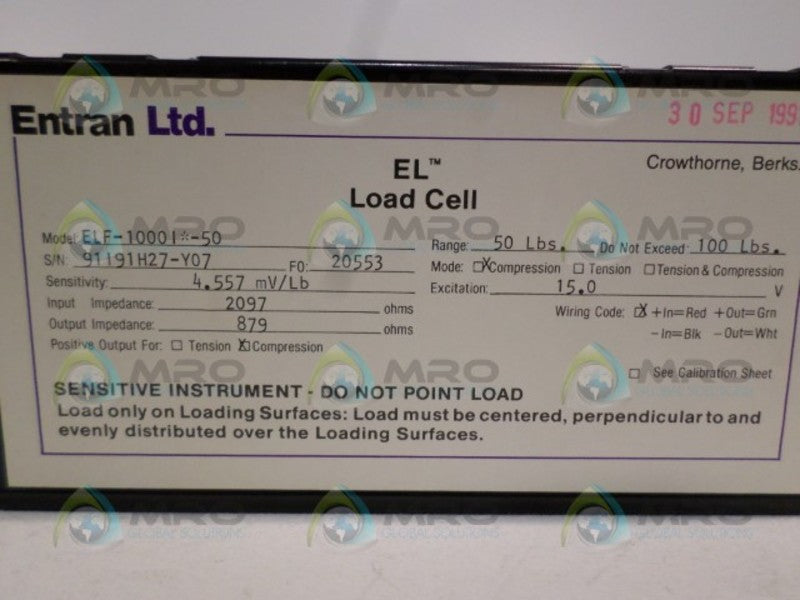 30 SEP 199
Entran Ltd.
Crowthorne, Berks.
EL™
Load Cell
Model ELF-1000I*-50
Range: 50 Lbs. Do Not Exceed 100 Lbs.
S/N: 91I91H27-Y07 FO: 20553
Mode: ☒Compression ☐ Tension ☐Tension & Compression
Sensitivity: 4.557 mV/Lb
Excitation: 15.0 V
Input Impedance: 2097 ohms
Wiring Code: ☒ +In=Red +Out=Grn
Output Impedance: 879 ohms
-In=Blk -Out=Wht
Positive Output For: ☐ Tension ☒Compression
☐ See Calibration Sheet
SENSITIVE INSTRUMENT - DO NOT POINT LOAD
Load only on Loading Surfaces: Load must be centered, perpendicular to and
evenly distributed over the Loading Surfaces.
MRO
GLOBAL SOLUTIONS